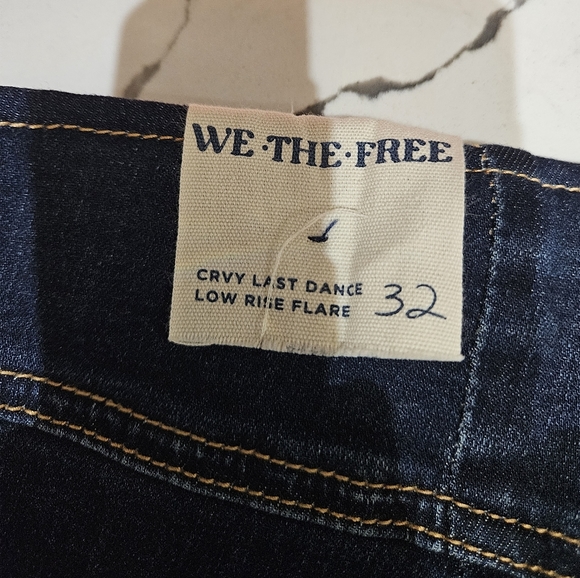 WE·THE·FREE
CRVY LAST DANCE
LOW RISE FLARE
32